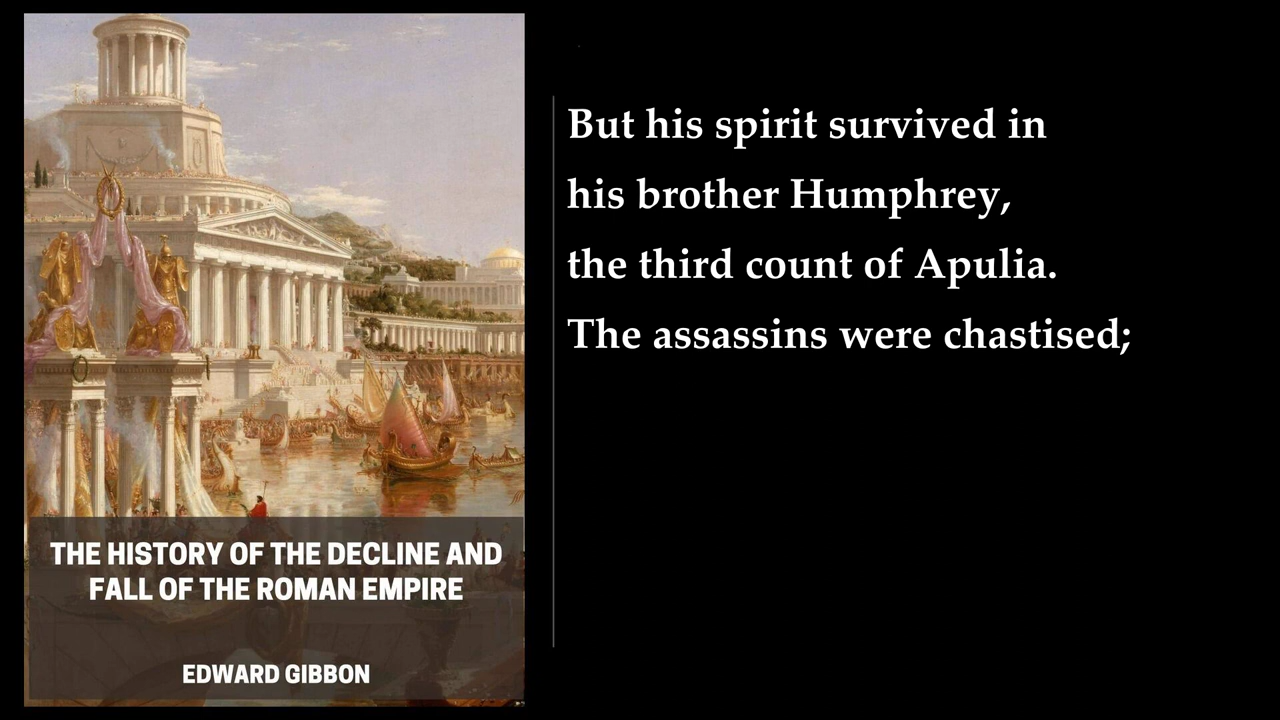 THE HISTORY OF THE DECLINE AND
FALL OF THE ROMAN EMPIRE
EDWARD GIBBON
But his spirit survived in
his brother Humphrey,
the third count of Apulia.
The assassins were chastised;